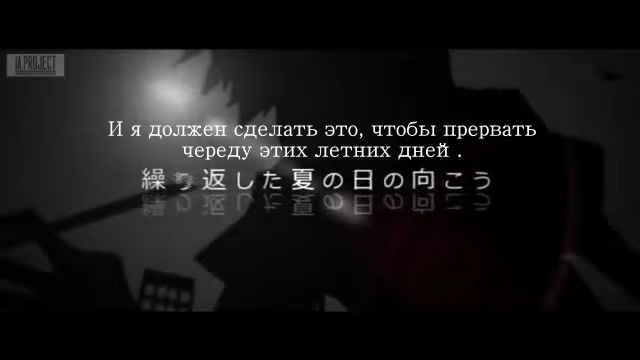 IA PROJECT
И я должен сделать это, чтобы прервать
череду этих летних дней .
繰り返した夏の日の向こう